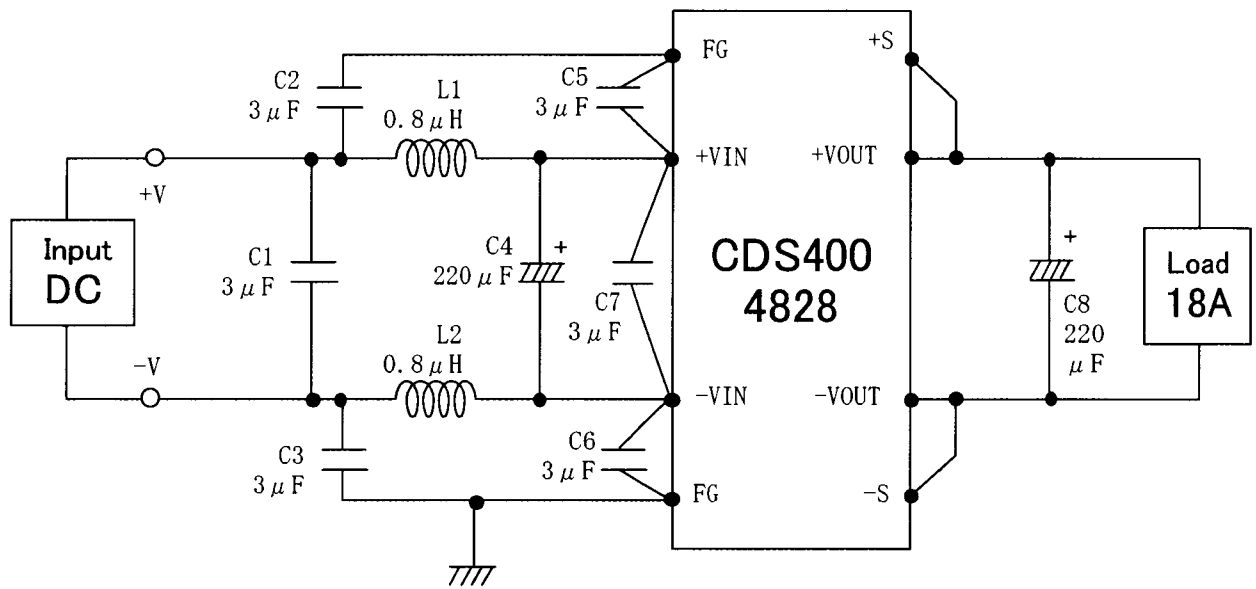 FG
+S
C2
3μF
C5
3μF
L1
0.8μH
+VIN
+VOUT
+V
Input
DC
C1
3μF
C4
+
220μF
C7
3μF
CDS400
4828
+
C8
220
μF
Load
18A
-V
L2
0.8μH
-VIN
-VOUT
C3
3μF
C6
3μF
FG
-S